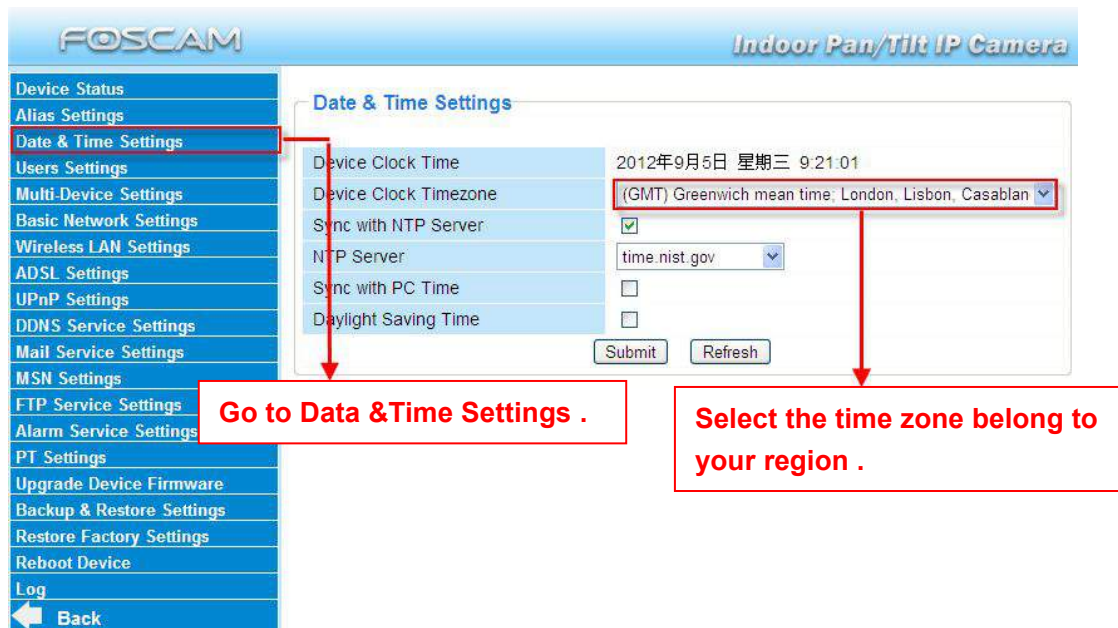 FOSCAM
Indoor Pan/Tilt IP Camera
Device Status
Alias Settings
Date & Time Settings
Users Settings
Multi-Device Settings
Basic Network Settings
Wireless LAN Settings
ADSL Settings
UPnP Settings
DDNS Service Settings
Mail Service Settings
MSN Settings
FTP Service Settings
Alarm Service Settings
PT Settings
Upgrade Device Firmware
Backup & Restore Settings
Restore Factory Settings
Reboot Device
Log
Back
Date & Time Settings
Device Clock Time 2012年9月5日 星期三 9:21:01
Device Clock Timezone (GMT) Greenwich mean time; London, Lisbon, Casablan
Sync with NTP Server
NTP Server time.nist.gov
Sync with PC Time
Daylight Saving Time
Submit Refresh
Go to Data &Time Settings .
Select the time zone belong to
your region .